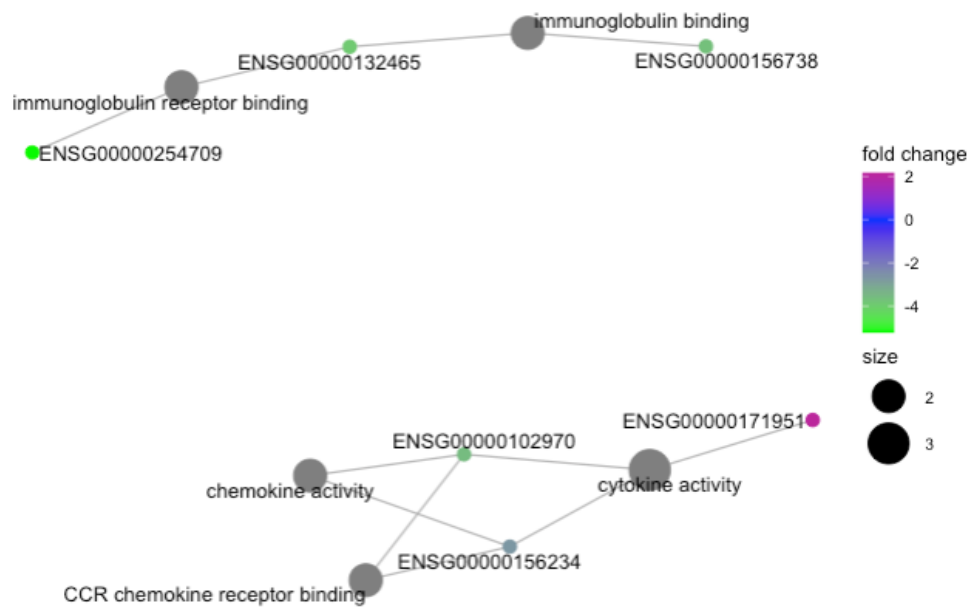 immunoglobulin binding
ENSG00000132465
ENSG00000156738
immunoglobulin receptor binding
ENSG00000254709
fold change
2
0
-2
-4
size
2
3
ENSG00000171951
ENSG00000102970
chemokine activity
cytokine activity
ENSG00000156234
CCR chemokine receptor binding